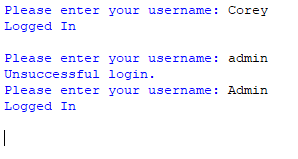 Please enter your username: Corey
Logged In
Please enter your username: admin
Unsuccessful login.
Please enter your username: Admin
Logged In